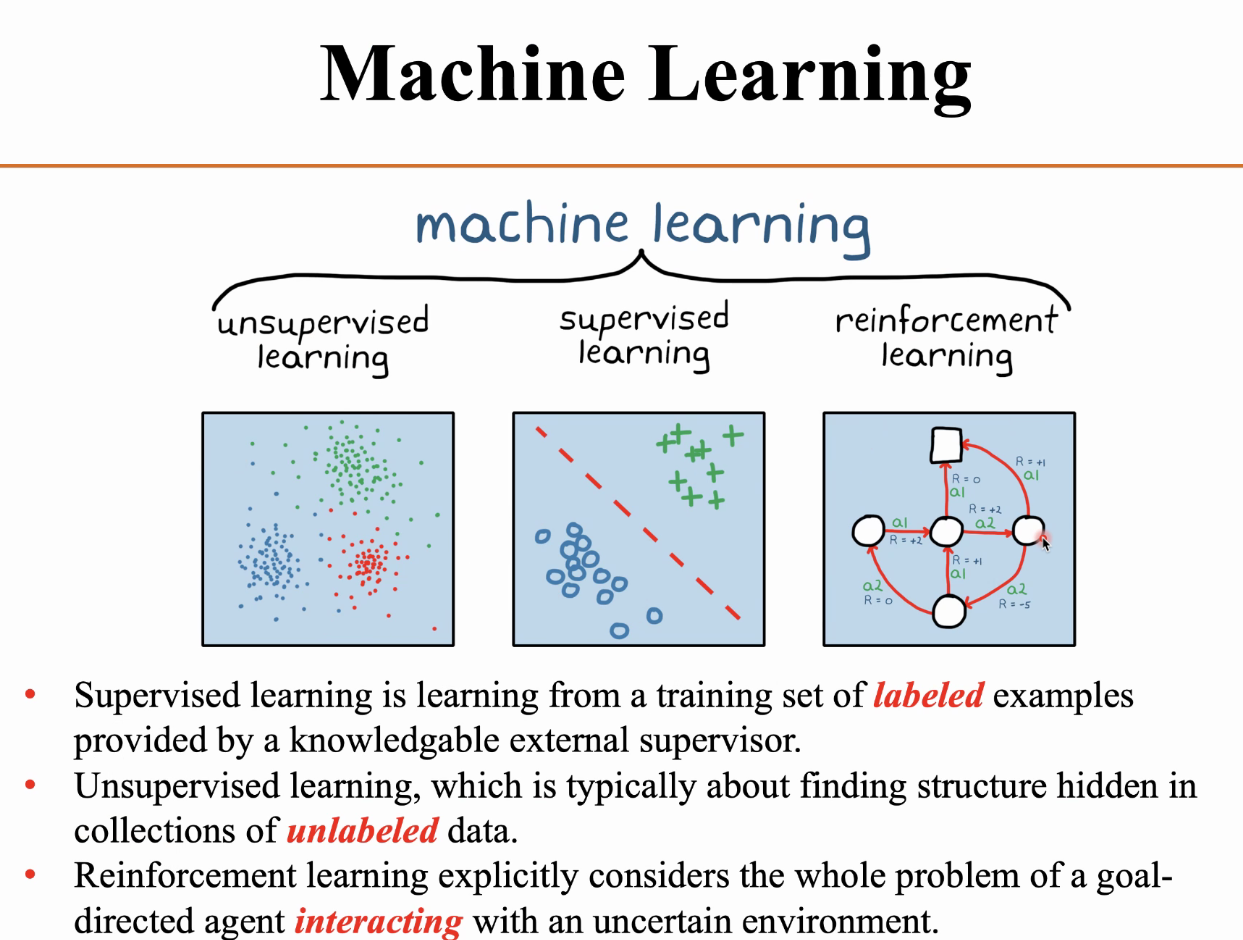 Machine Learning
machine learning
unsupervised
learning
supervised
learning
reinforcement
learning
R = +1
a1
R = 0
a1
R = +2
a1
a2
R = +2
R = +1
a1
a2
R = 0
a2
R = -5
• Supervised learning is learning from a training set of labeled examples
provided by a knowledgable external supervisor.
• Unsupervised learning, which is typically about finding structure hidden in
collections of unlabeled data.
• Reinforcement learning explicitly considers the whole problem of a goal-
directed agent interacting with an uncertain environment.